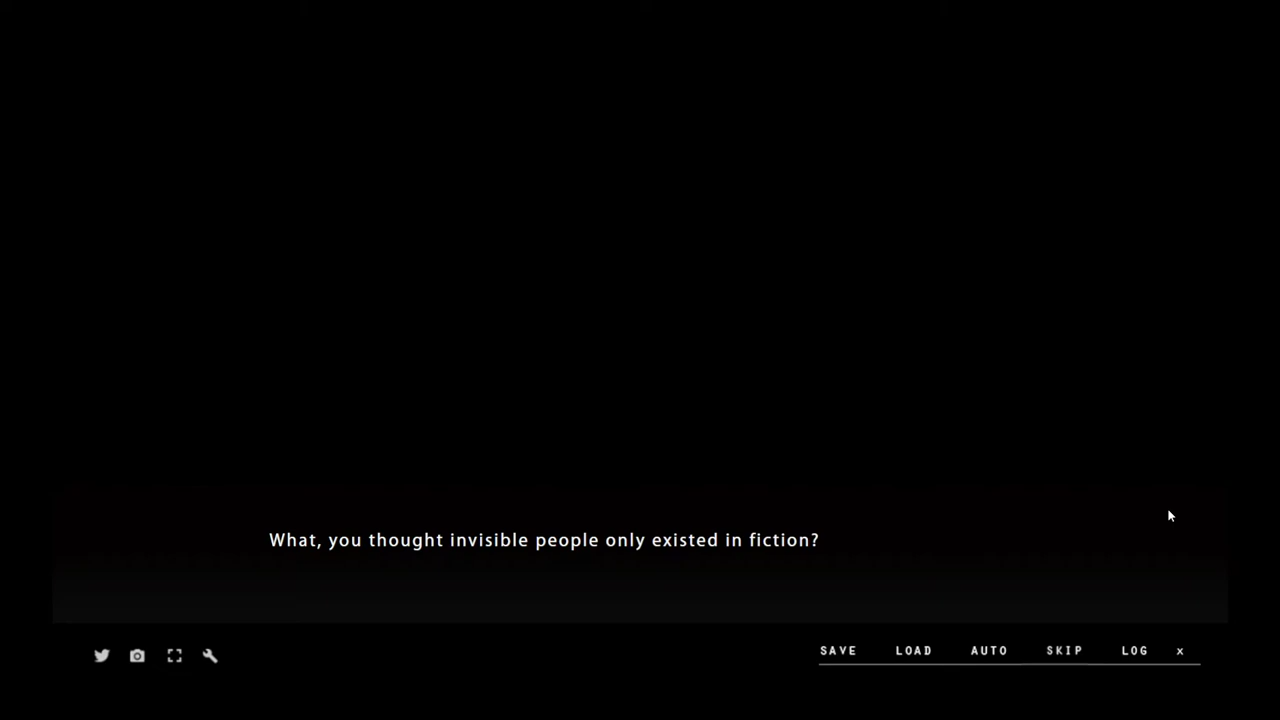 What, you thought invisible people only existed in fiction?
SAVE LOAD AUTO SKIP LOG x